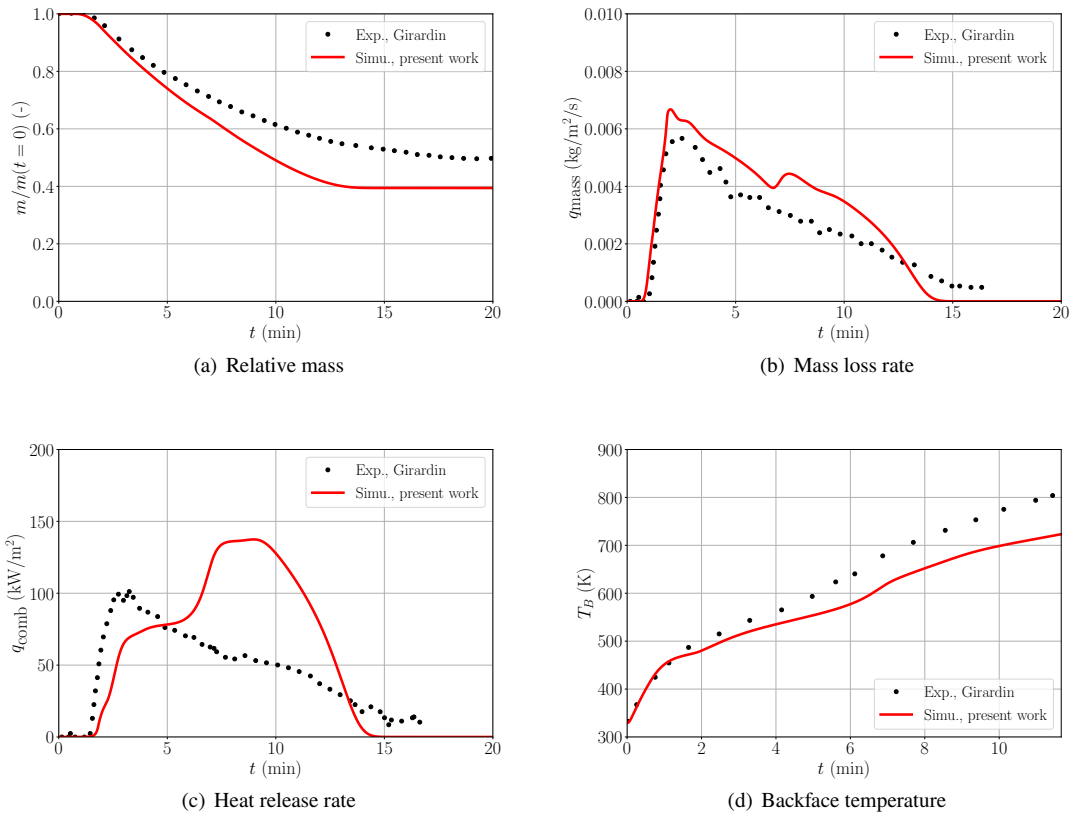 1.0
0.8
0.6
0.4
0.2
0.0
m/m(t = 0) (-)
0 5 10 15 20
t (min)
Exp., Girardin
Simu., present work
(a) Relative mass
0.010
0.008
0.006
0.004
0.002
0.000
qmass (kg/m²/s)
0 5 10 15 20
t (min)
Exp., Girardin
Simu., present work
(b) Mass loss rate
200
150
100
50
0
qcomb (kW/m²)
0 5 10 15 20
t (min)
Exp., Girardin
Simu., present work
(c) Heat release rate
900
800
700
600
500
400
300
T_B (K)
0 2 4 6 8 10
t (min)
Exp., Girardin
Simu., present work
(d) Backface temperature